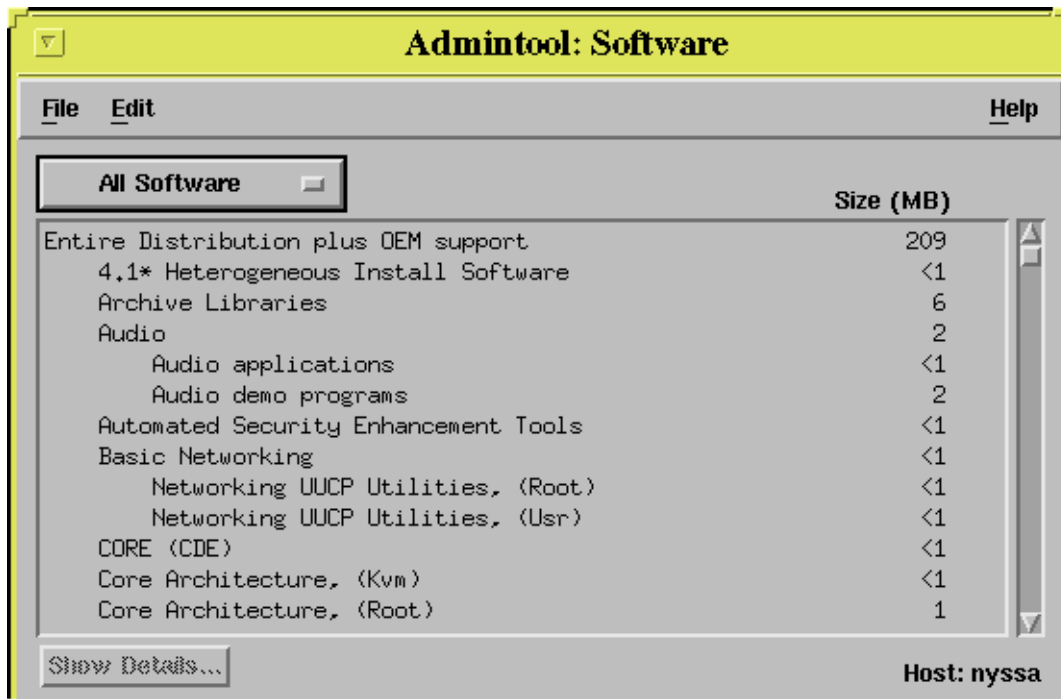 Admintool: Software
File Edit Help
All Software
Size (MB)
Entire Distribution plus OEM support 209
4.1* Heterogeneous Install Software <1
Archive Libraries 6
Audio 2
Audio applications <1
Audio demo programs 2
Automated Security Enhancement Tools <1
Basic Networking <1
Networking UUCP Utilities, (Root) <1
Networking UUCP Utilities, (Usr) <1
CORE (CDE) <1
Core Architecture, (Kvm) <1
Core Architecture, (Root) 1
Show Details...
Host: nyssa